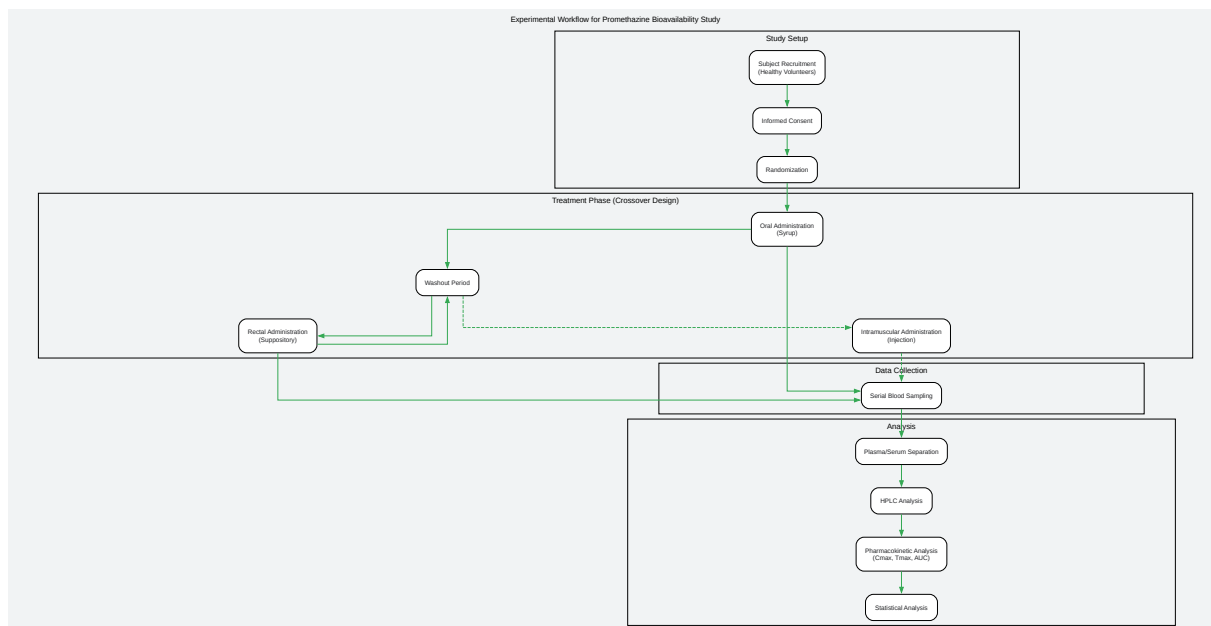 Experimental Workflow for Promethazine Bioavailability Study
Study Setup
Subject Recruitment
(Healthy Volunteers)
Informed Consent
Randomization
Treatment Phase (Crossover Design)
Oral Administration
(Syrup)
Washout Period
Rectal Administration
(Suppository)
Intramuscular Administration
(Injection)
Data Collection
Serial Blood Sampling
Analysis
Plasma/Serum Separation
HPLC Analysis
Pharmacokinetic Analysis
(Cmax, Tmax, AUC)
Statistical Analysis